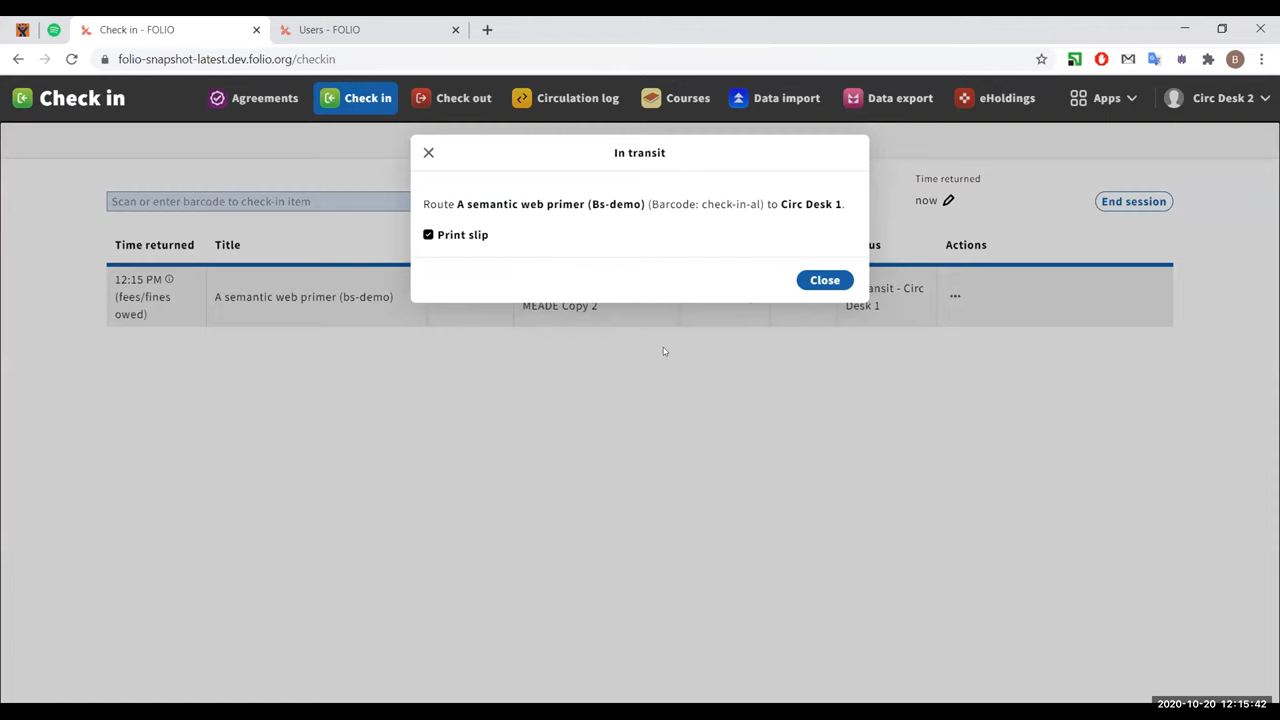 Check in - FOLIO
Users - FOLIO
folio-snapshot-latest.dev.folio.org/checkin
B
Check in
Agreements
Check in
Check out
Circulation log
Courses
Data import
Data export
eHoldings
Apps
Circ Desk 2
In transit
Route A semantic web primer (Bs-demo) (Barcode: check-in-al) to Circ Desk 1.
Print slip
Close
Time returned
now
End session
Scan or enter barcode to check-in item
Time returned
Title
us
Actions
12:15 PM
(fees/fines
owed)
A semantic web primer (bs-demo)
MEADE Copy 2
ansit - Circ
Desk 1
2020-10-20 12:15:42